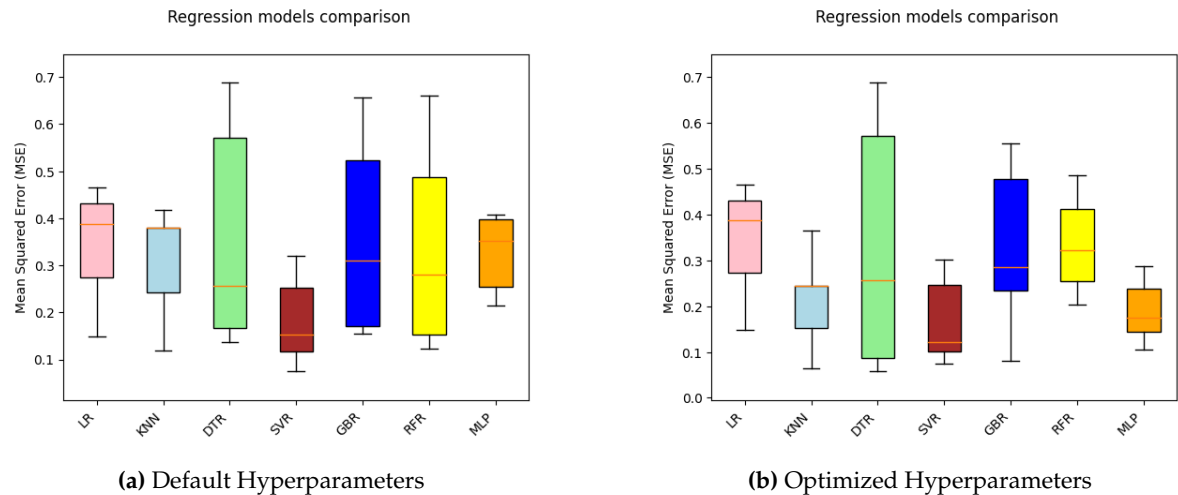 Regression models comparison
Mean Squared Error (MSE)
0.7
0.6
0.5
0.4
0.3
0.2
0.1
LR KNN DTR SVR GBR RFR MLP
(a) Default Hyperparameters
Regression models comparison
Mean Squared Error (MSE)
0.7
0.6
0.5
0.4
0.3
0.2
0.1
0.0
LR KNN DTR SVR GBR RFR MLP
(b) Optimized Hyperparameters